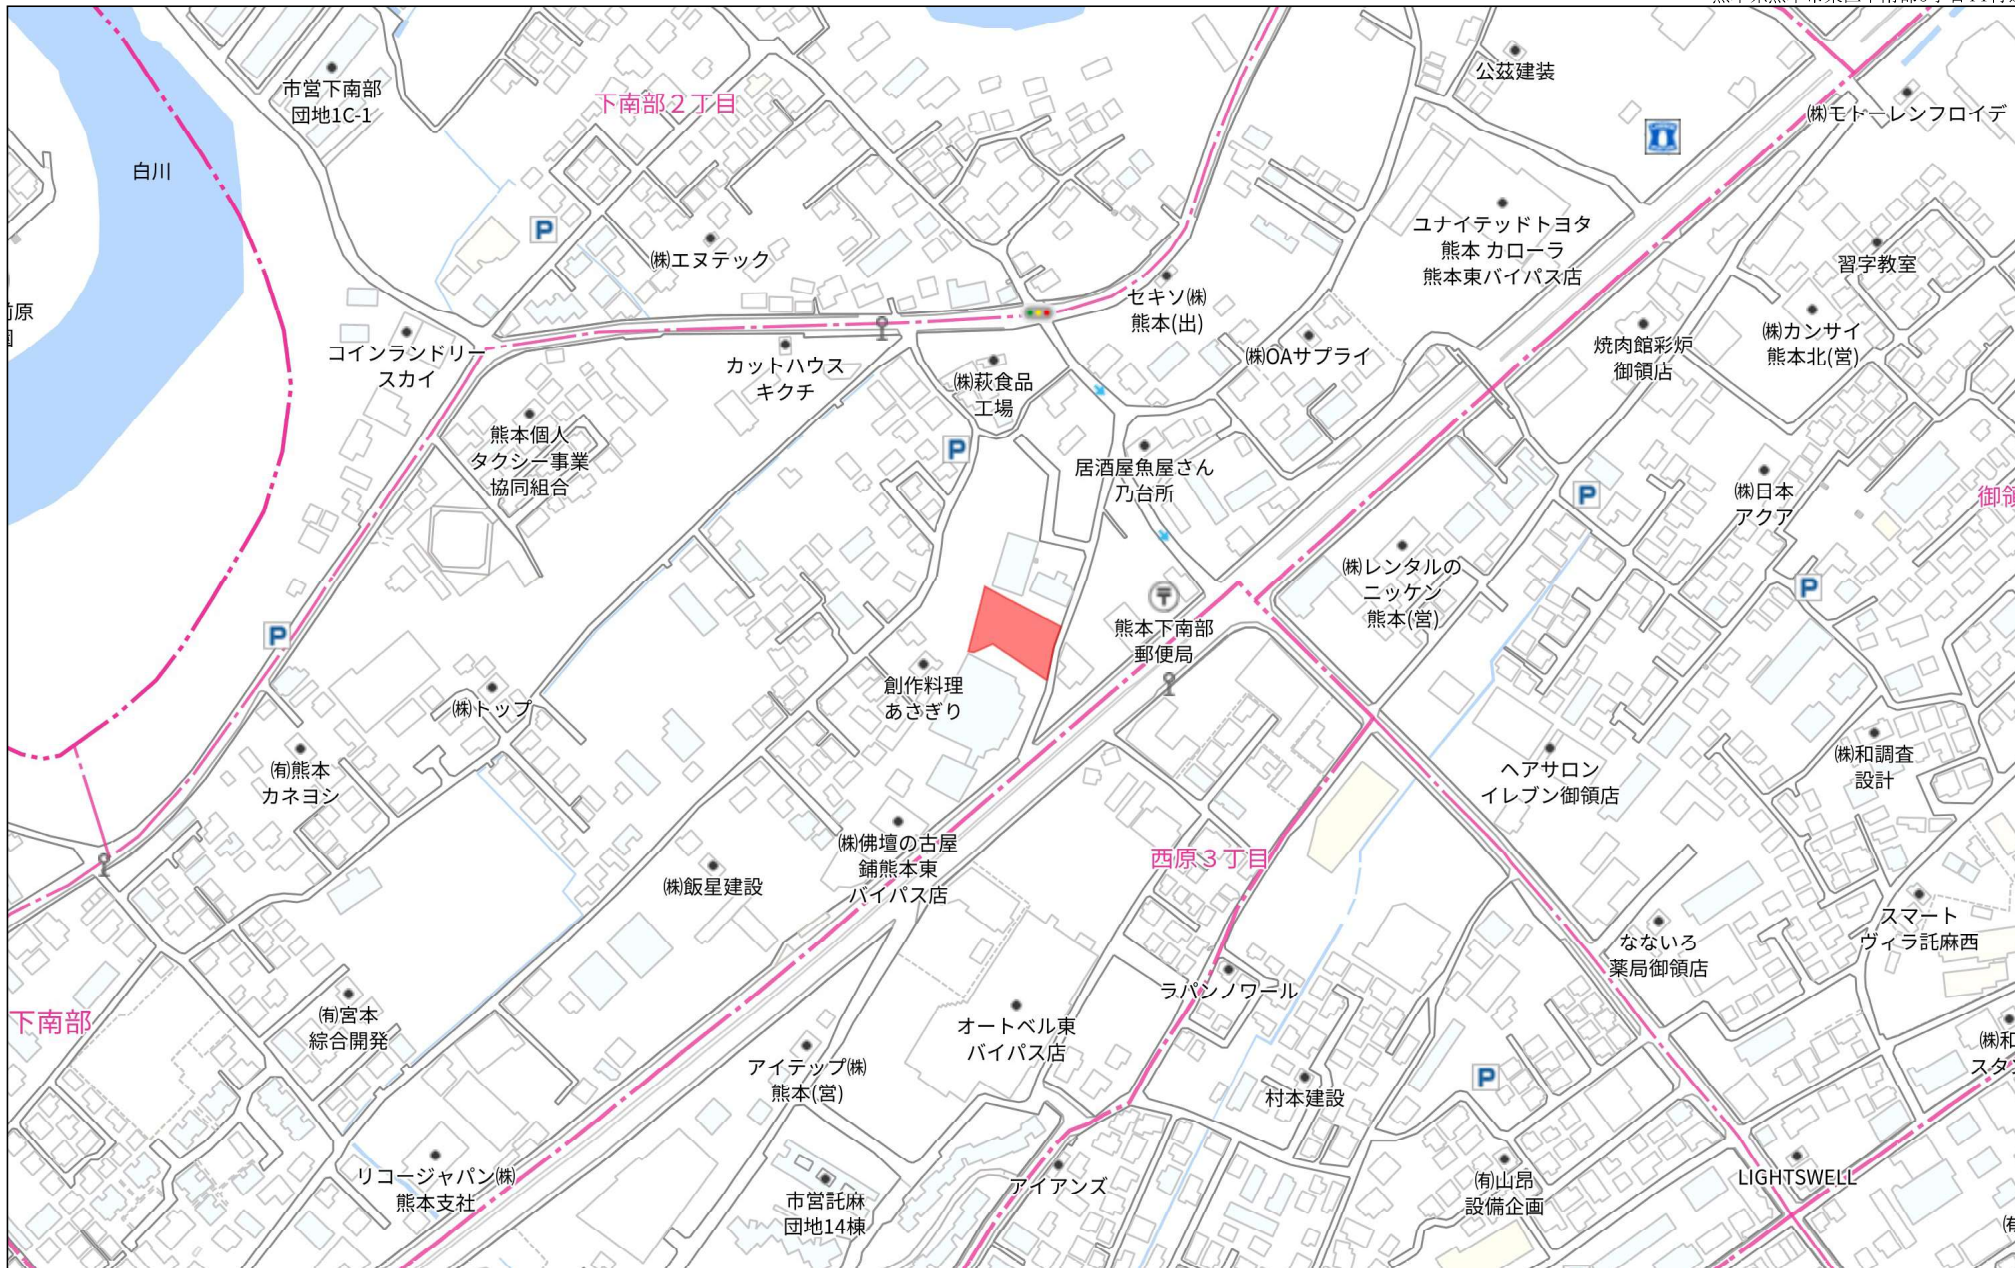 市営下南部
団地1C-1
下南部2丁目
公茲建装
㈱モトーレンフロイデ
白川
P
㈱エヌテック
ユナイテッドトヨタ
熊本 カローラ
熊本東バイパス店
習字教室
セキソ㈱
熊本(出)
コインランドリー
スカイ
カットハウス
キクチ
㈱萩食品
工場
㈱OAサプライ
焼肉館彩炉
御領店
㈱カンサイ
熊本北(営)
熊本個人
タクシー事業
協同組合
P
居酒屋魚屋さん
乃台所
P
㈱日本
アクア
㈱レンタルの
ニッケン
熊本(営)
P
P
〒
熊本下南部
郵便局
創作料理
あさぎり
㈱トップ
㈲熊本
カネヨシ
ヘアサロン
イレブン御領店
㈱和調査
設計
㈱佛壇の古屋
鋪熊本東
バイパス店
西原3丁目
㈱飯星建設
スマート
ヴィラ託麻西
なないろ
薬局御領店
ラパンノワール
下南部
㈲宮本
綜合開発
オートベル東
バイパス店
アイテップ㈱
熊本(営)
村本建設
P
リコージャパン㈱
熊本支社
市営託麻
団地14棟
アイアンズ
㈲山昂
設備企画
LIGHTSWELL